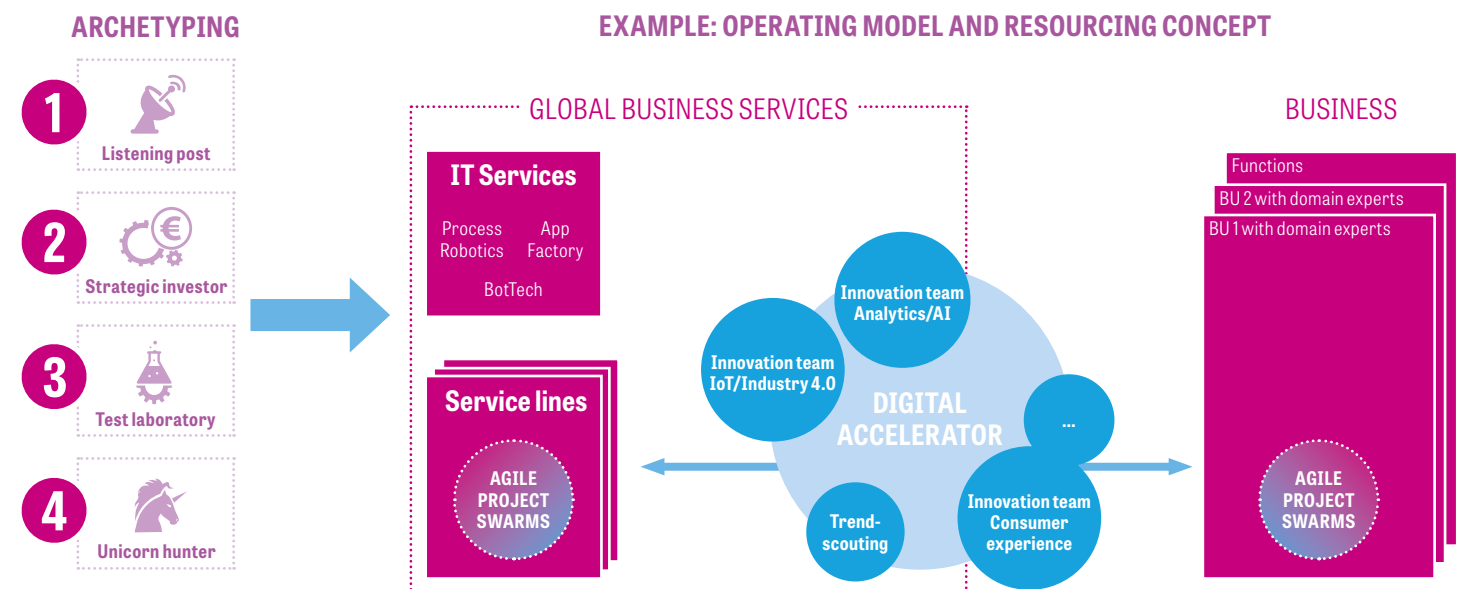 ARCHETYPING
1
Listening post
2
€
Strategic investor
3
Test laboratory
4
Unicorn hunter
EXAMPLE: OPERATING MODEL AND RESOURCING CONCEPT
GLOBAL BUSINESS SERVICES
IT Services
Process
Robotics
App
Factory
BotTech
Service lines
AGILE
PROJECT
SWARMS
Innovation team
Analytics/AI
Innovation team
IoT/Industry 4.0
DIGITAL
ACCELERATOR
...
Trend-
scouting
Innovation team
Consumer
experience
BUSINESS
Functions
BU 2 with domain experts
BU 1 with domain experts
AGILE
PROJECT
SWARMS